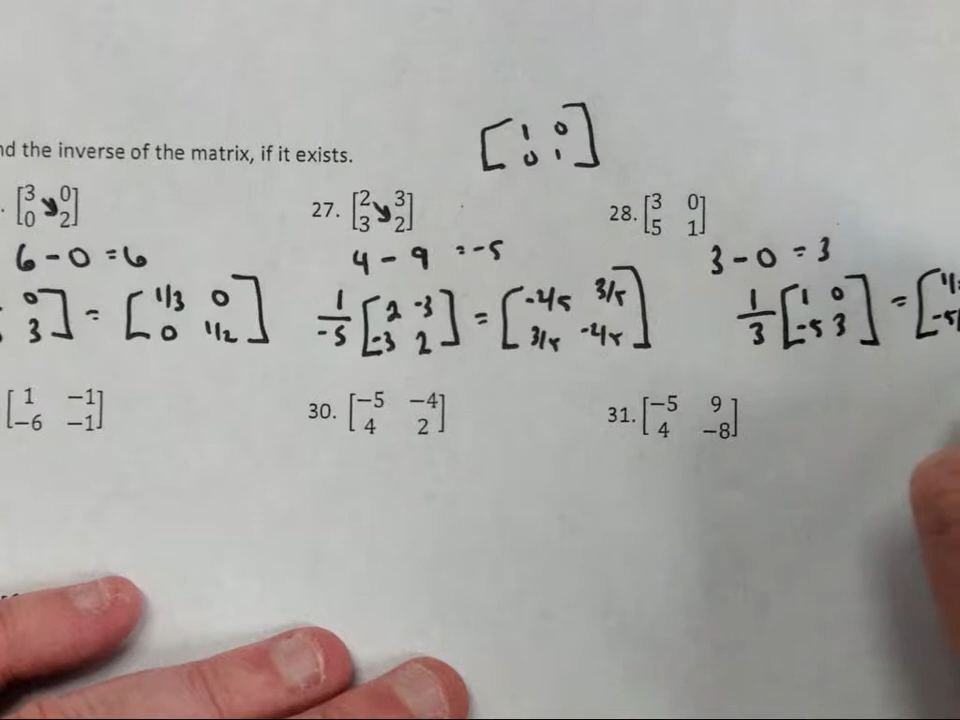 [1 0
0 1]
nd the inverse of the matrix, if it exists.
. [3 0
0 2]
27. [2 3
3 2]
28. [3 0
5 1]
6 - 0 = 6
4 - 9 = -5
3 - 0 = 3
0
3] = [1/3 0
0 1/2]
1/-5 [2 -3
-3 2] = [-2/5 3/5
3/5 -2/5]
1/3 [1 0
-5 3] = [
[1 -1
-6 -1]
30. [-5 -4
4 2]
31. [-5 9
4 -8]